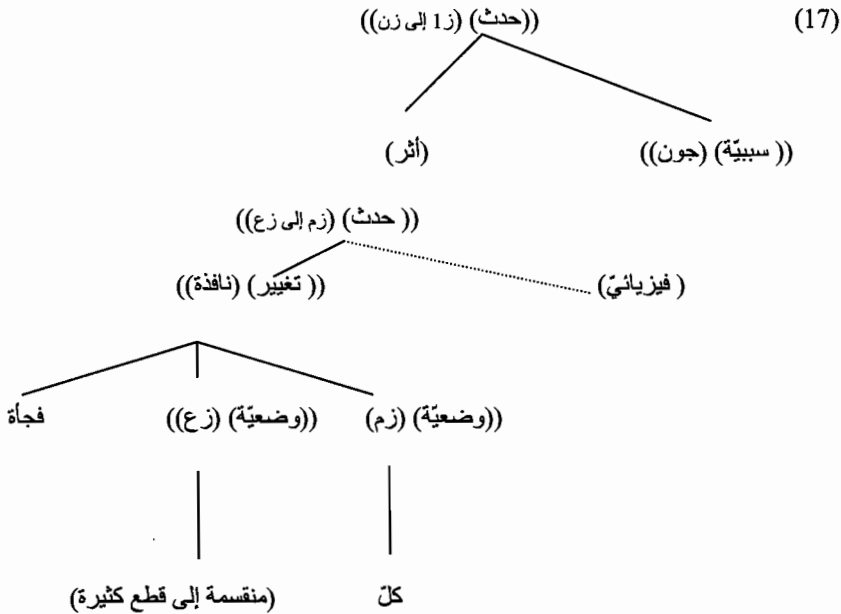 (17) ((حدث) (ز1 إلى زن))
((سببيّة) (جون)) (أثر)
((حدث) (زم إلى زع))
(فيزيائيّ) ((تغيير) (نافذة))
((وضعيّة) (زم) ((وضعيّة) (زع)) فجأة
كلّ (منقسمة إلى قطع كثيرة)